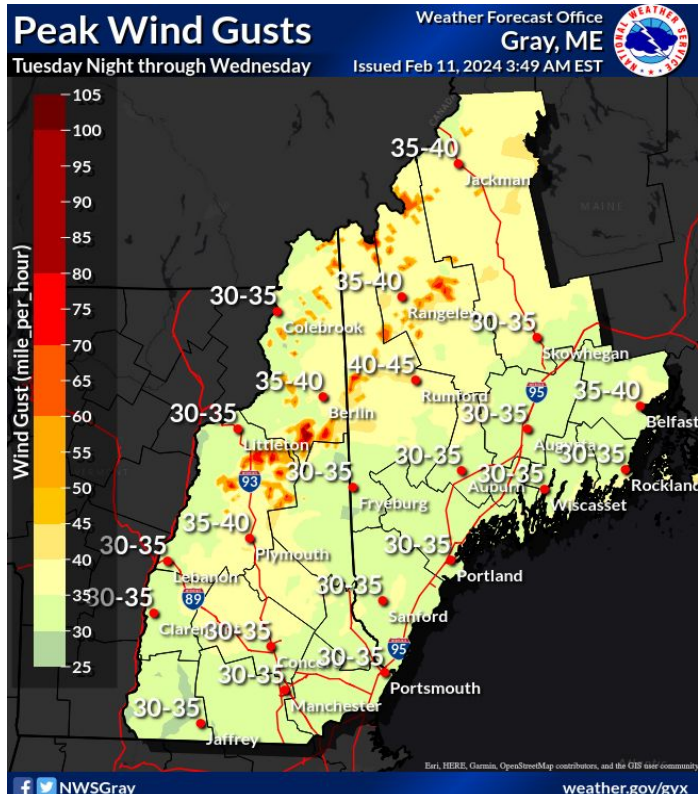 Peak Wind Gusts
Tuesday Night through Wednesday
Weather Forecast Office
Gray, ME
Issued Feb 11, 2024 3:49 AM EST
NATIONAL WEATHER SERVICE
Wind Gust (mile_per_hour)
105
100
95
90
85
80
75
70
65
60
55
50
45
40
35
30
25
MAINE
35-40
Jackman
35-40
Rangeley
30-35
Colebrook
30-35
Skowhegan
40-45
Rumford
35-40
Berlin
35-40
Belfast
95
30-35
Littleton
30-35
Augusta
30-35
Auburn
30-35
Rockland
30-35
Wiscasset
30-35
Fryeburg
93
35-40
Plymouth
30-35
Lebanon
30-35
Portland
89
30-35
30-35
Sanford
30-35
95
30-35
Portsmouth
30-35
Manchester
30-35
Jaffrey
Esri, HERE, Garmin, OpenStreetMap contributors, and the GIS user community
NWSGray
weather.gov/gyx